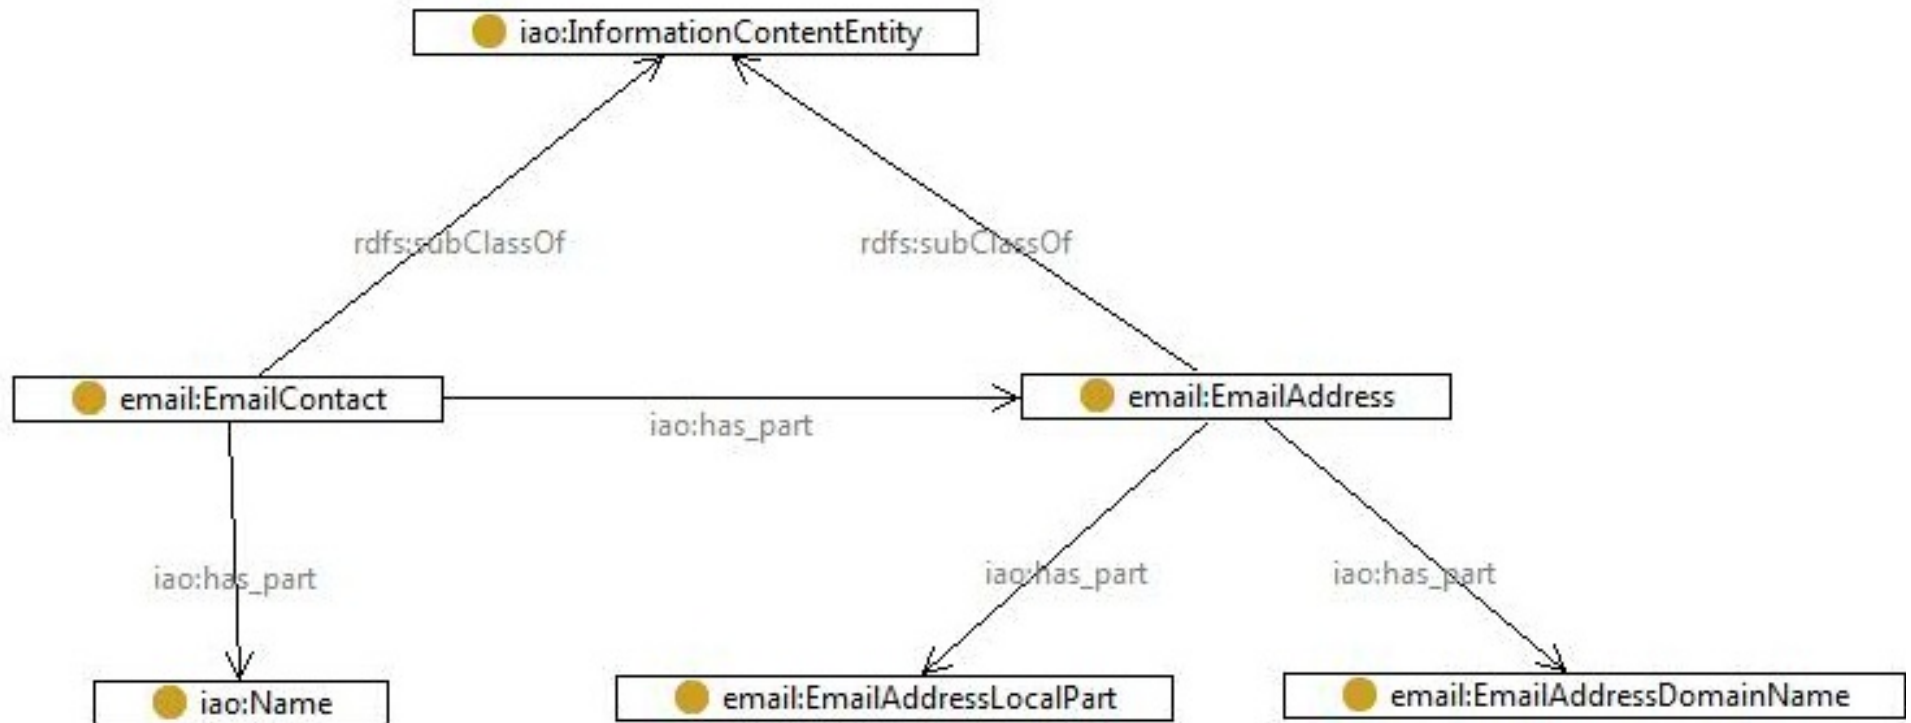 iao:InformationContentEntity
rdfs:subClassOf
rdfs:subClassOf
email:EmailContact
email:EmailAddress
iao:has_part
iao:has_part
iao:has_part
iao:has_part
iao:Name
email:EmailAddressLocalPart
email:EmailAddressDomainName